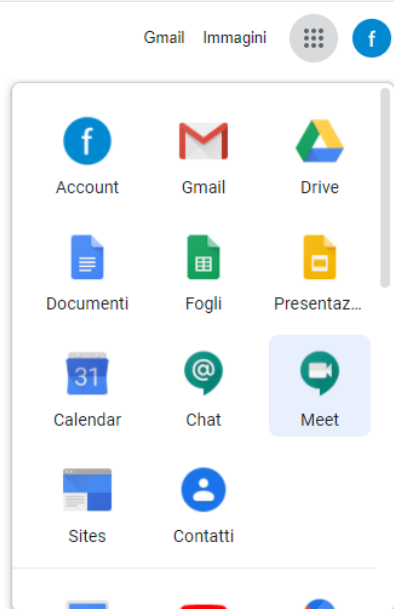 Gmail Immagini f
f
Account Gmail Drive
Documenti Fogli Presentaz...
31 @
Calendar Chat Meet
Sites Contatti